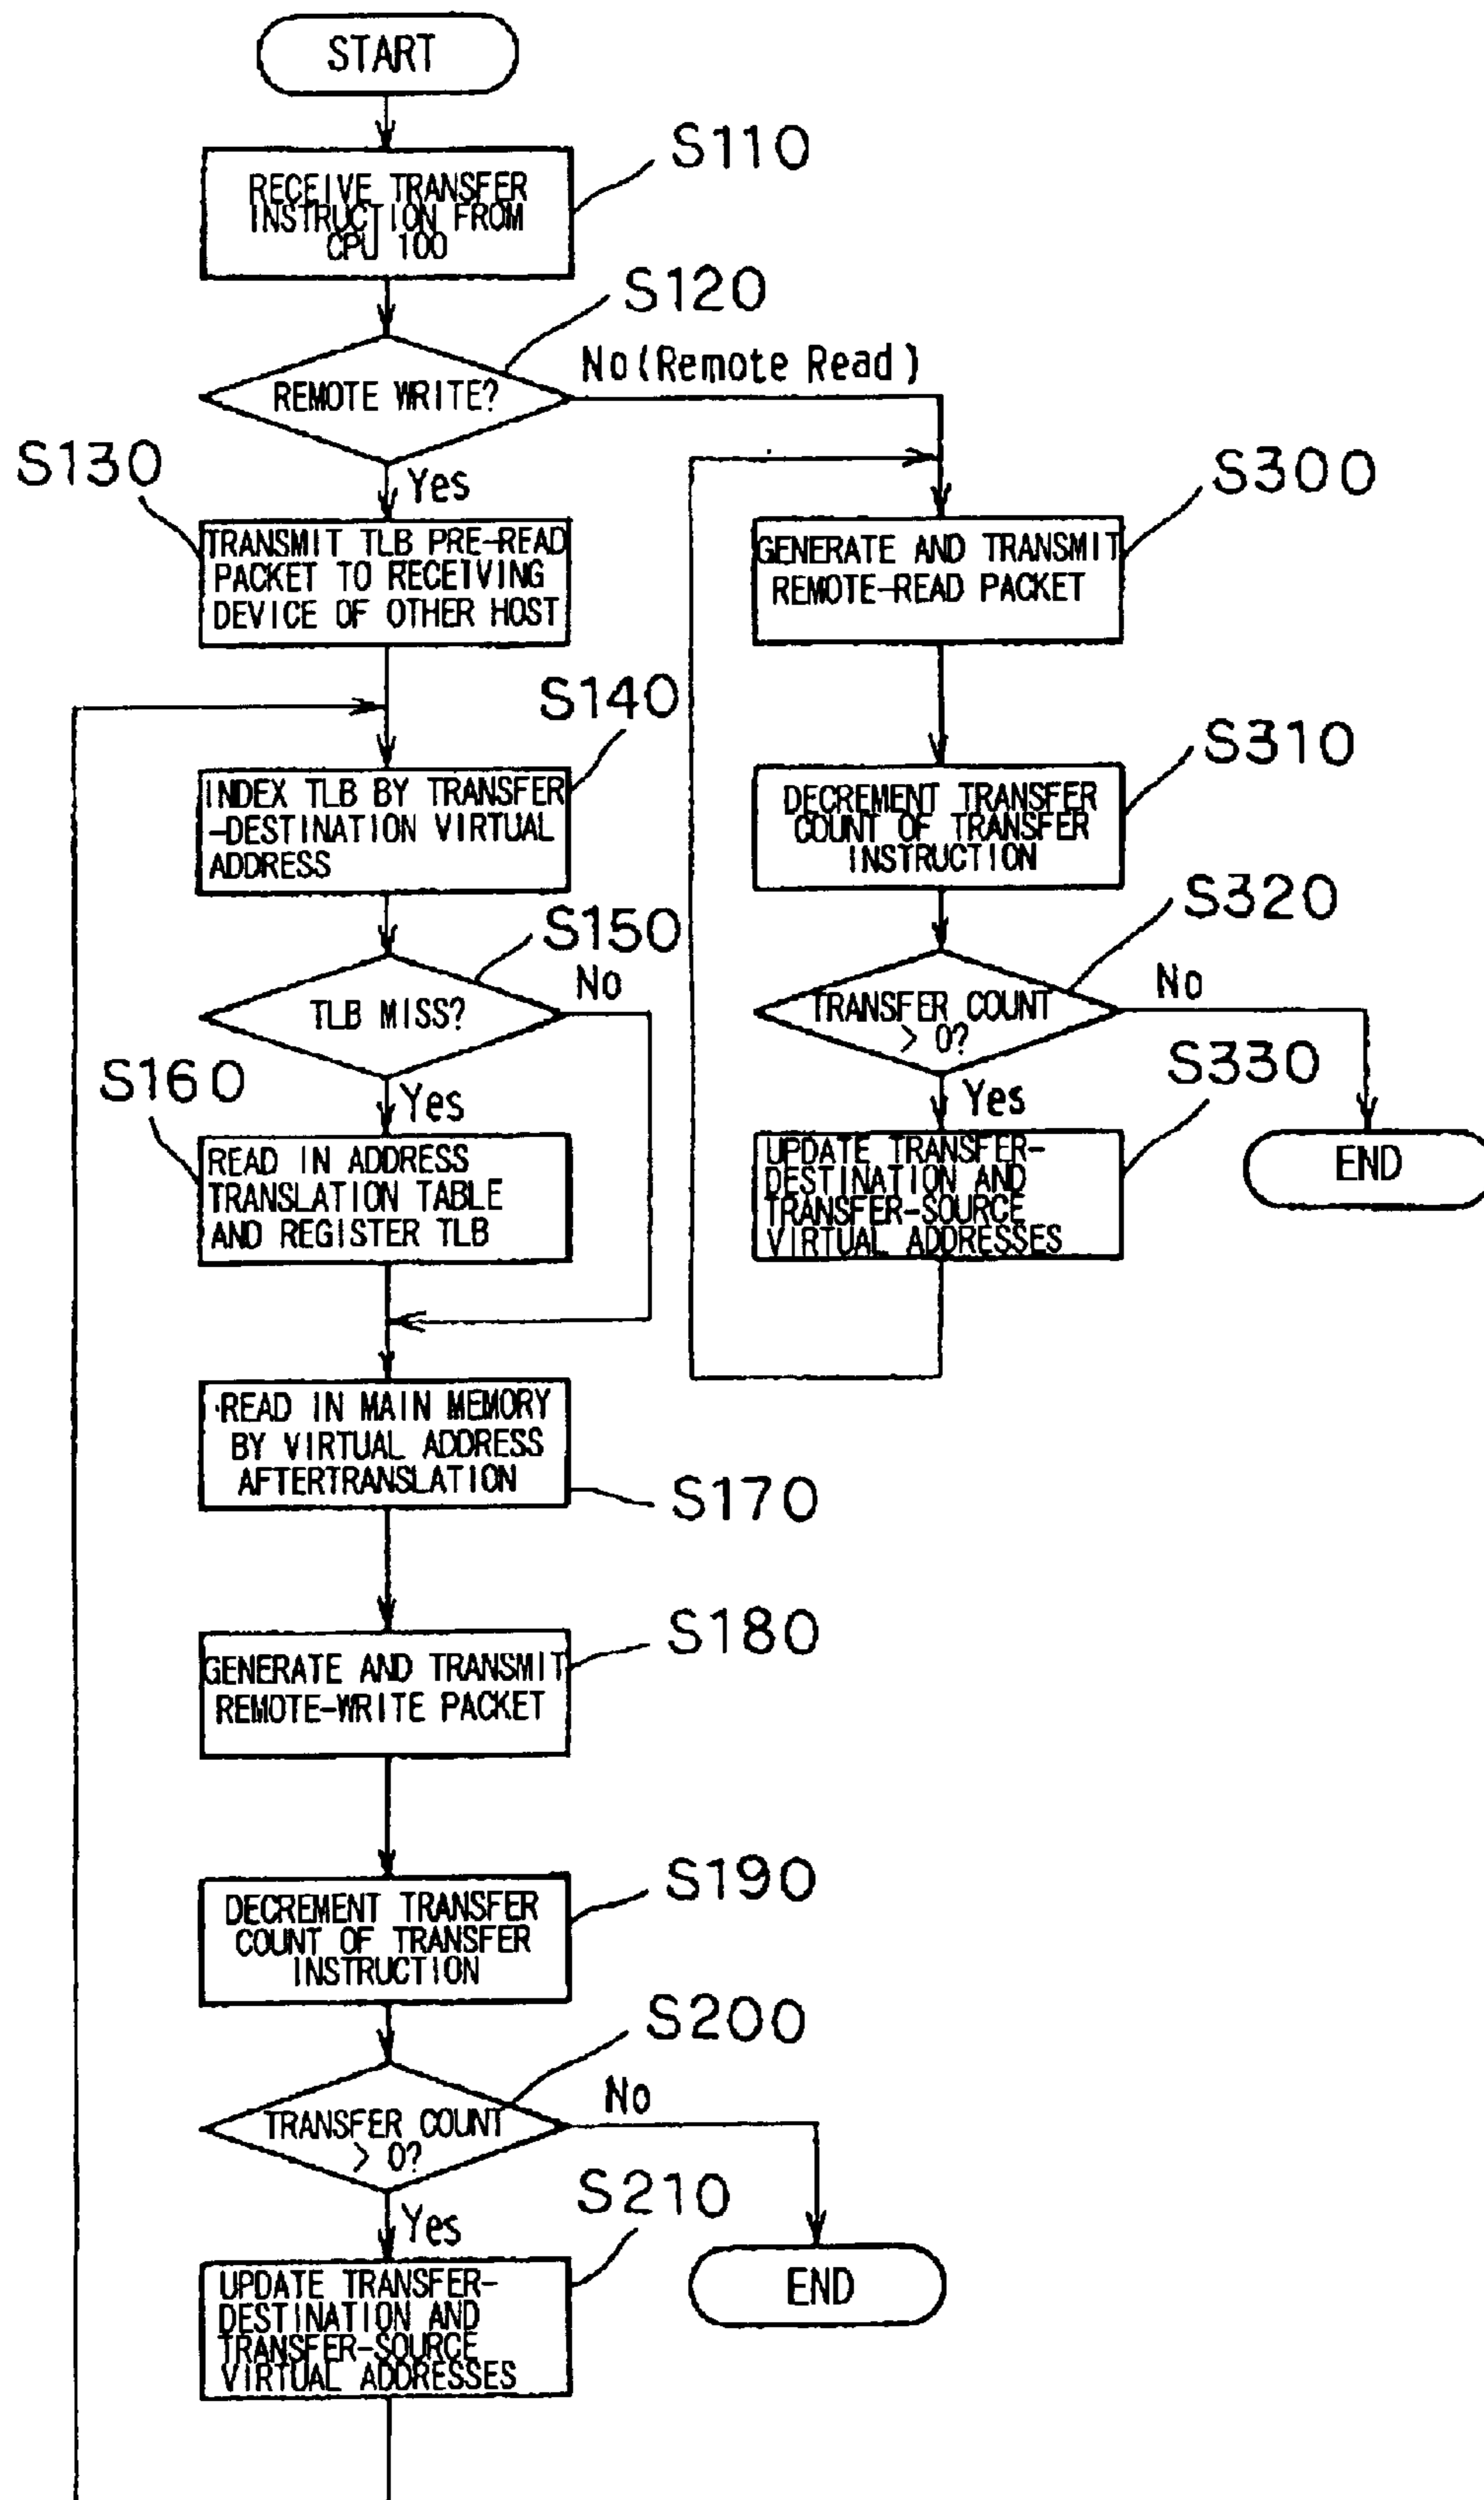 START
S110
RECEIVE TRANSFER
INSTRUCTION FROM
CPU 100
S120
No(Remote Read)
REMOTE WRITE?
S130
Yes
TRANSMIT TLB PRE-READ
PACKET TO RECEIVING
DEVICE OF OTHER HOST
S140
INDEX TLB BY TRANSFER
-DESTINATION VIRTUAL
ADDRESS
S150
No
TLB MISS?
S160
Yes
READ IN ADDRESS
TRANSLATION TABLE
AND REGISTER TLB
READ IN MAIN MEMORY
BY VIRTUAL ADDRESS
AFTERTRANSLATION
S170
S180
GENERATE AND TRANSMIT
REMOTE-WRITE PACKET
S190
DECREMENT TRANSFER
COUNT OF TRANSFER
INSTRUCTION
S200
No
TRANSFER COUNT
> 0?
S210
Yes
UPDATE TRANSFER-
DESTINATION AND
TRANSFER-SOURCE
VIRTUAL ADDRESSES
END
S300
GENERATE AND TRANSMIT
REMOTE-READ PACKET
S310
DECREMENT TRANSFER
COUNT OF TRANSFER
INSTRUCTION
S320
No
TRANSFER COUNT
> 0?
S330
Yes
UPDATE TRANSFER-
DESTINATION AND
TRANSFER-SOURCE
VIRTUAL ADDRESSES
END